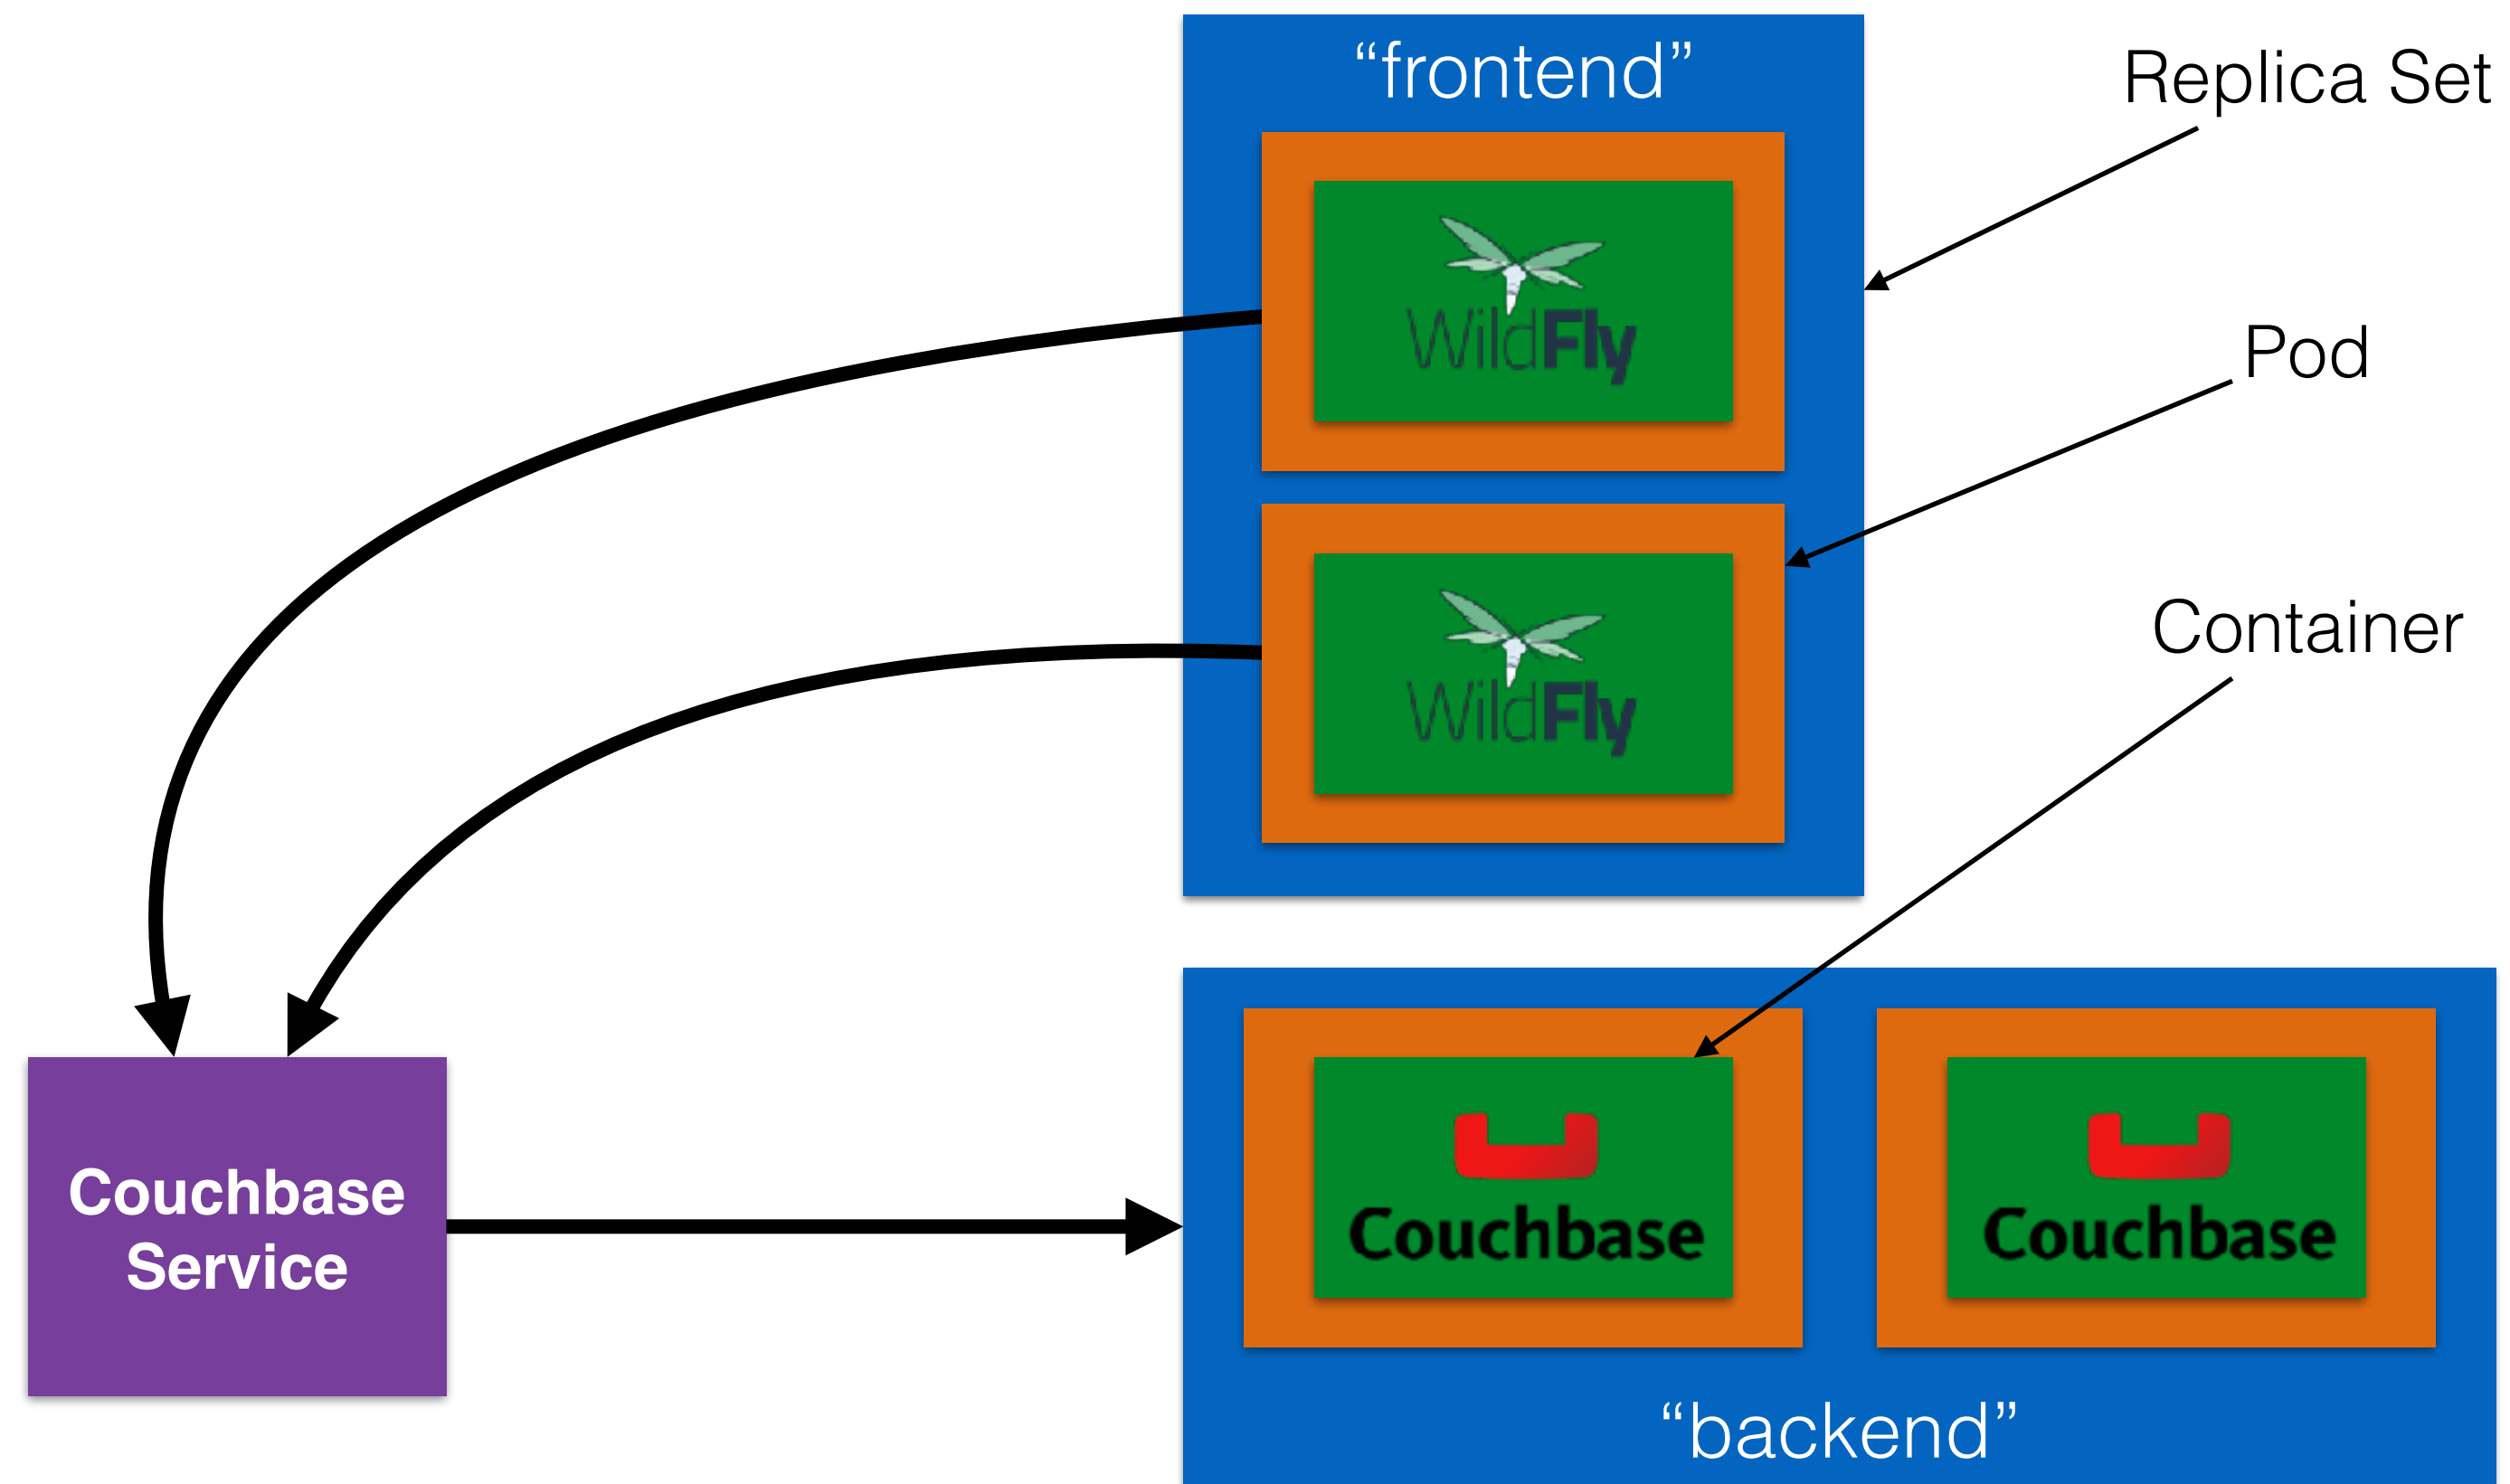 “frontend”
Replica Set
WildFly
Pod
WildFly
Container
Couchbase
Service
Couchbase
Couchbase
“backend”